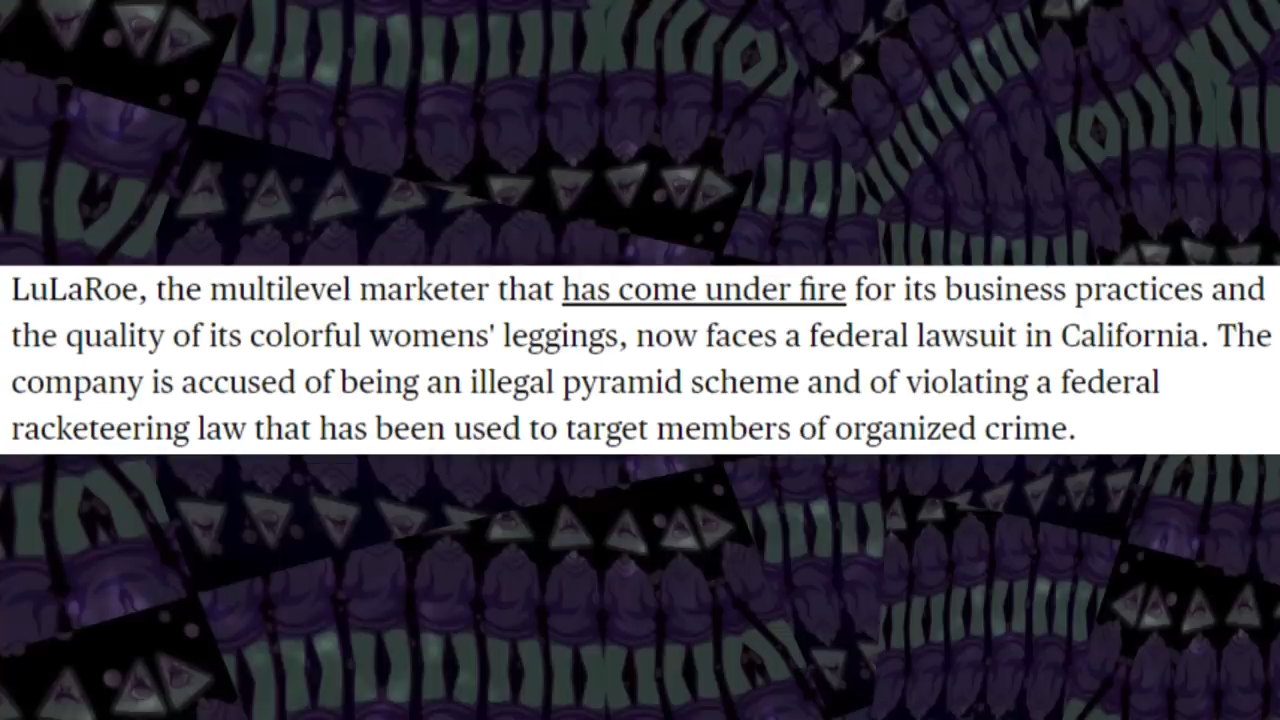 LuLaRoe, the multilevel marketer that has come under fire for its business practices and
the quality of its colorful womens' leggings, now faces a federal lawsuit in California. The
company is accused of being an illegal pyramid scheme and of violating a federal
racketeering law that has been used to target members of organized crime.